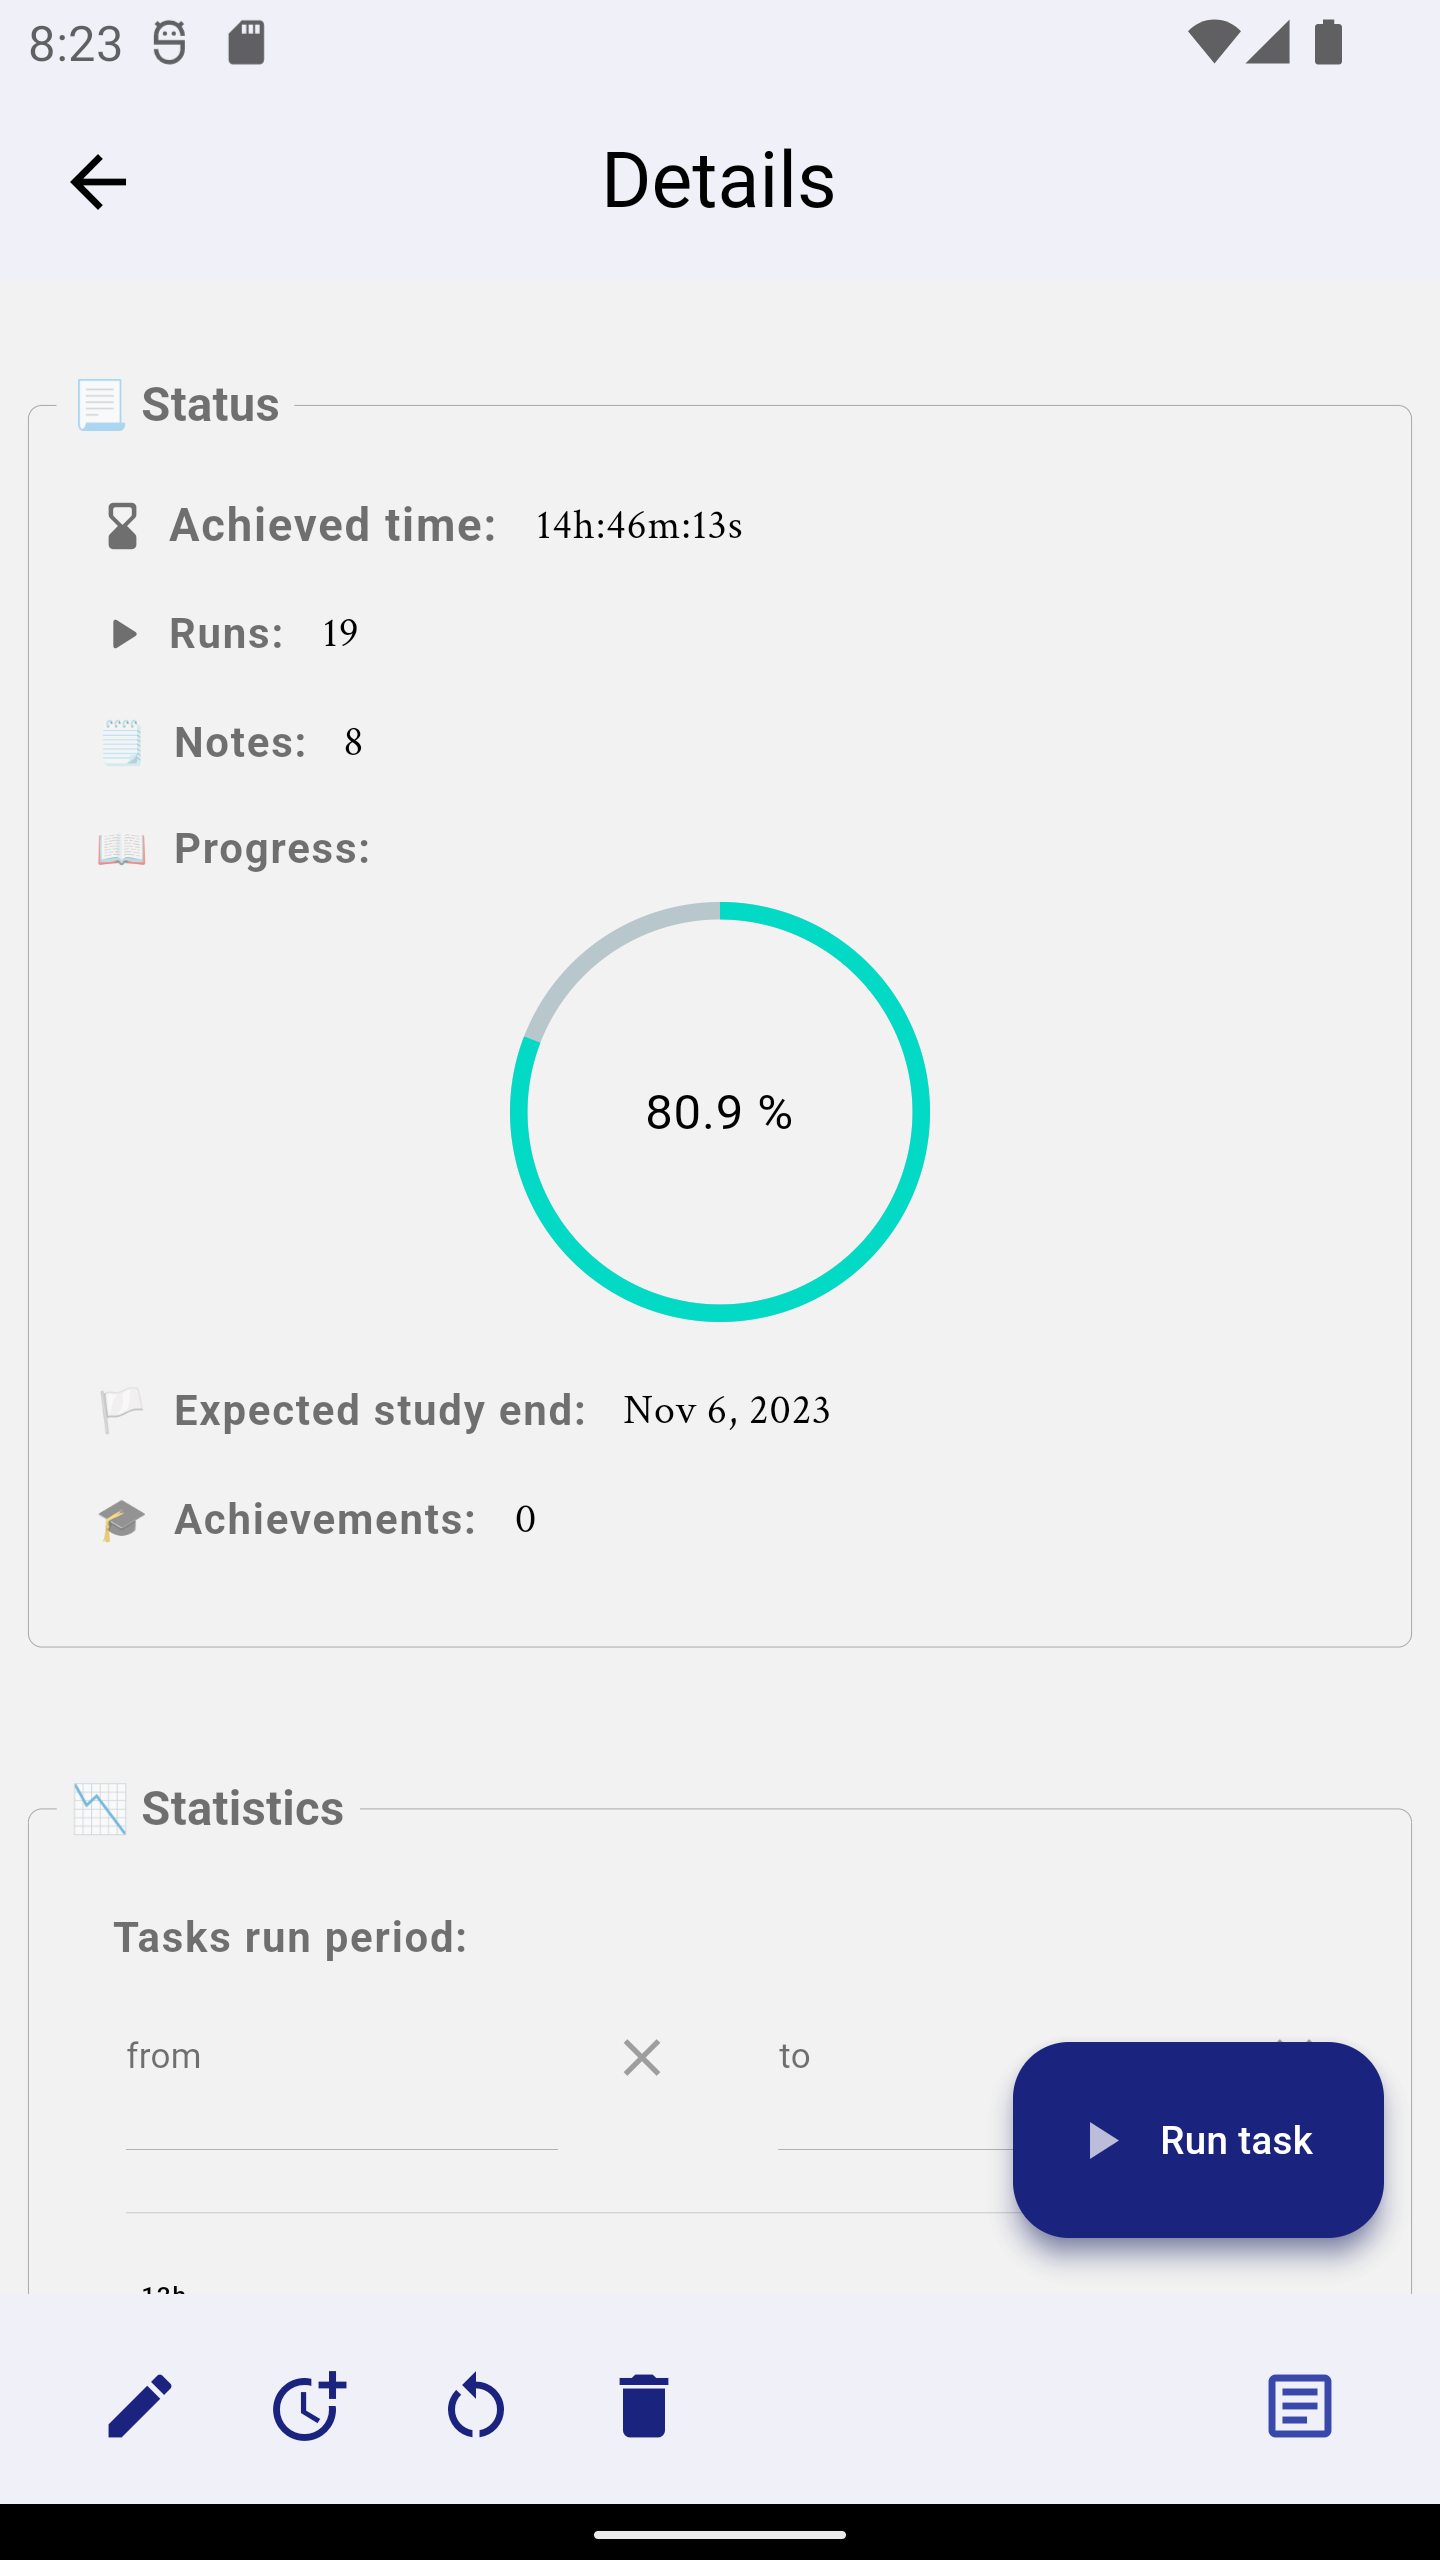 8:23
Details
Status
Achieved time: 14h:46m:13s
Runs: 19
Notes: 8
Progress:
80.9 %
Expected study end: Nov 6, 2023
Achievements: 0
Statistics
Tasks run period:
from to
Run task